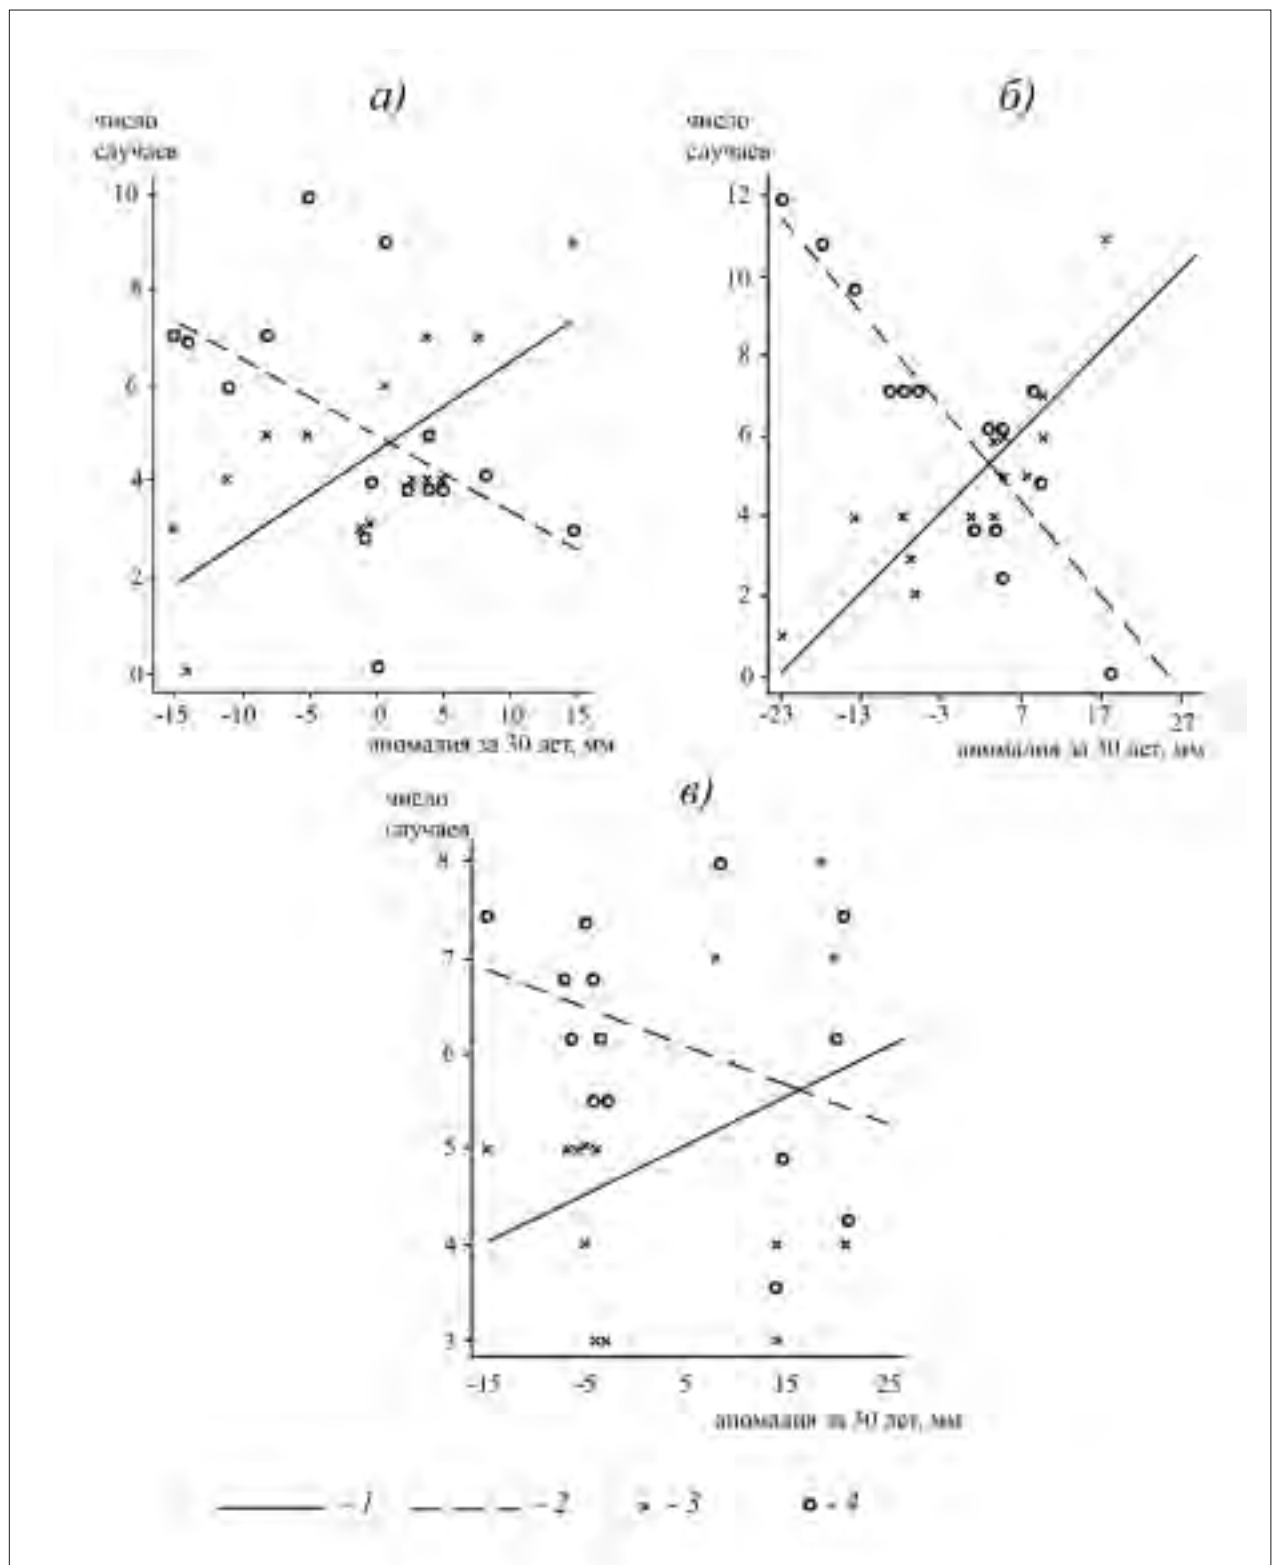 а)
число
случаев
10
8
6
4
2
0
-15 -10 -5 0 5 10 15
аномалия за 30 лет, мм
б)
число
случаев
12
10
8
6
4
2
0
-23 -13 -3 7 17 27
аномалия за 30 лет, мм
в)
число
случаев
8
7
6
5
4
3
-15 -5 5 15 25
аномалия за 30 лет, мм
- 1 - 2 - 3 - 4